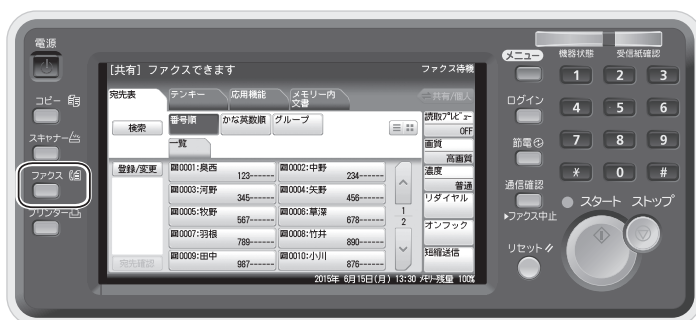 電源
コピー
スキャナー
ファクス
プリンター
[共有] ファクスできます
ファクス待機
宛先表
テンキー
応用機能
メモリー内文書
共有/個人
検索
番号順
かな英数順
グループ
一覧
登録/変更
0001:奥西
123------
0002:中野
234------
0003:河野
345------
0004:矢野
456------
0005:牧野
567------
0006:草深
678------
0007:羽根
789------
0008:竹井
890------
0009:田中
987------
0010:小川
876------
1
2
宛先確認
読取プレビュー
OFF
画質
高画質
濃度
普通
リダイヤル
オンフック
短縮送信
2015年 6月15日(月) 13:30 メモリー残量 100%
メニュー
機器状態
受信紙確認
1 2 3
ログイン
4 5 6
節電
7 8 9
通信確認
* 0 #
▶ファクス中止
スタート
ストップ
リセット